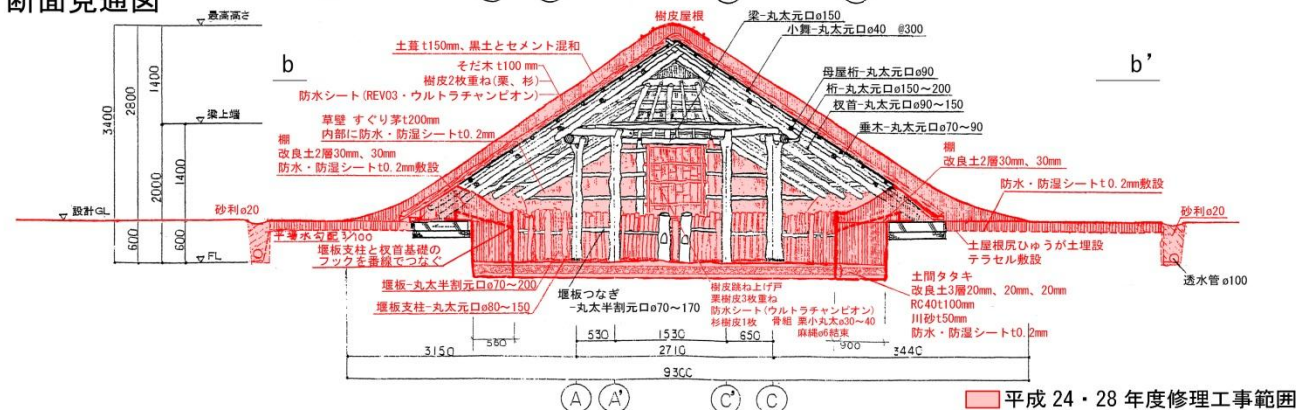 断面見通図
最高高さ
梁上端
設計GL
FL
3400
2800
600
1400
2000
1400
600
b
b'
樹皮屋根
土葺t150mm、黒土とセメント混和
そだ木 t100 mm
樹皮2枚重ね(栗、杉)
防水シート(REVO3・ウルトラチャンピオン)
草壁 すぐり茅t200mm
内部に防水・防湿シートt0.2mm
棚
改良土2層30mm、30mm
防水・防湿シートt0.2mm敷設
砂利ø20
堰板支柱と杈首基礎の
フックを番線でつなぐ
堰板-丸太半割元口ø70~200
堰板支柱-丸太元口ø80~150
堰板つなぎ
-丸太半割元口ø70~170
梁-丸太元口ø150
小舞-丸太元口ø40 @300
母屋桁-丸太元口ø90
桁-丸太元口ø150~200
杈首-丸太元口ø90~150
垂木-丸太元口ø70~90
棚
改良土2層30mm、30mm
防水・防湿シートt0.2mm敷設
砂利ø20
土屋根尻ひゅうが土埋設
テラセル敷設
透水管ø100
土間タタキ
改良土3層20mm、20mm、20mm
RC40t100mm
川砂t50mm
防水・防湿シートt0.2mm
樹皮跳ね上げ戸
栗樹皮3枚重ね
防水シート(ウルトラチャンピオン)
杉樹皮1枚 骨組 栗小丸太ø30~40
麻縄ø6結束
530 1530 650
560 900
3150 2710 3440
9300
A A' C' C
平成24・28年度修理工事範囲